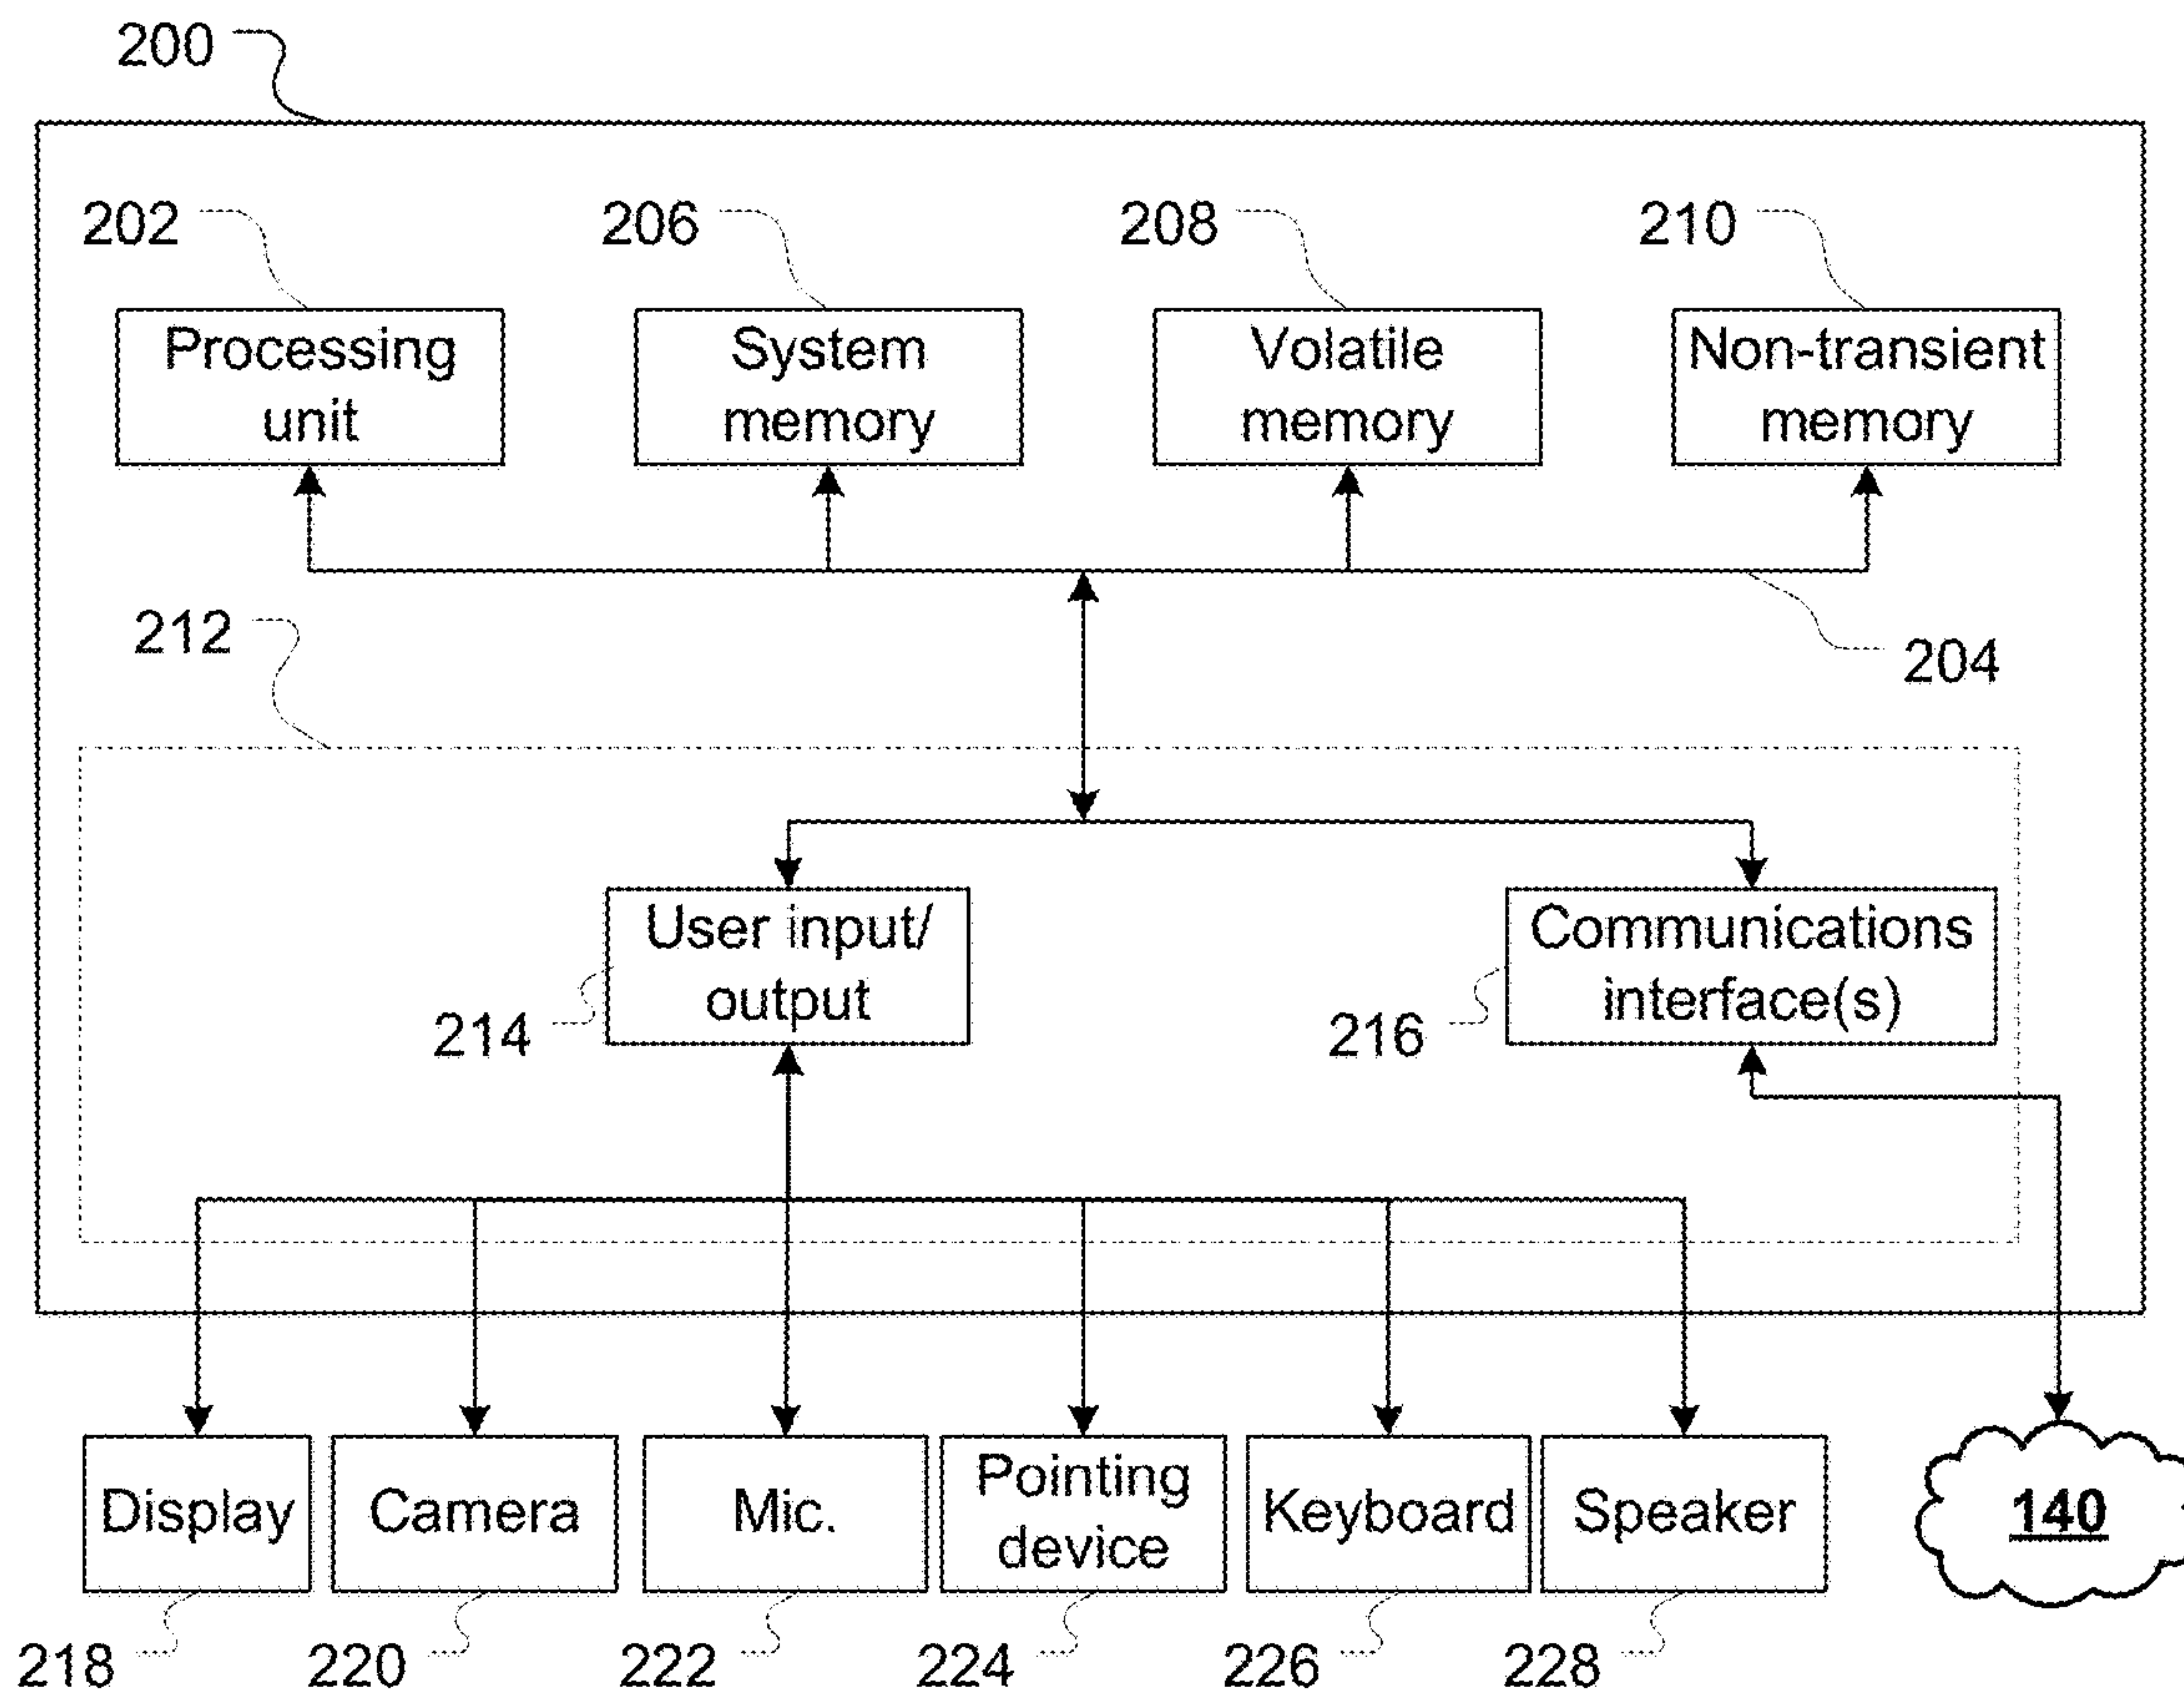 200
202
206
208
210
Processing
unit
System
memory
Volatile
memory
Non-transient
memory
212
204
User input/
output
214
Communications
interface(s)
216
Display
Camera
Mic.
Pointing
device
Keyboard
Speaker
140
218
220
222
224
226
228